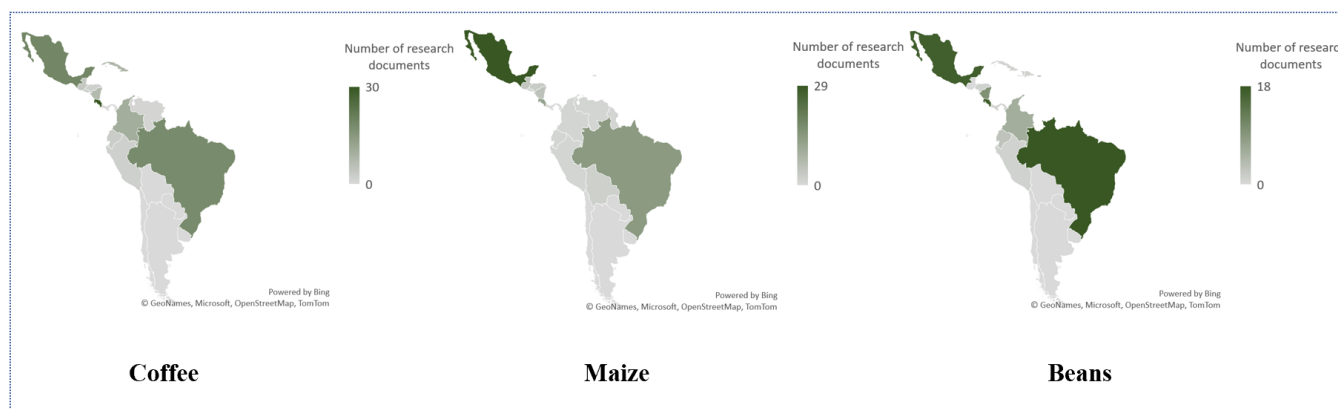 Number of research
documents
30
0
Powered by Bing
© GeoNames, Microsoft, OpenStreetMap, TomTom
Coffee
Number of research
documents
29
0
Powered by Bing
© GeoNames, Microsoft, OpenStreetMap, TomTom
Maize
Number of research
documents
18
0
Powered by Bing
© GeoNames, Microsoft, OpenStreetMap, TomTom
Beans